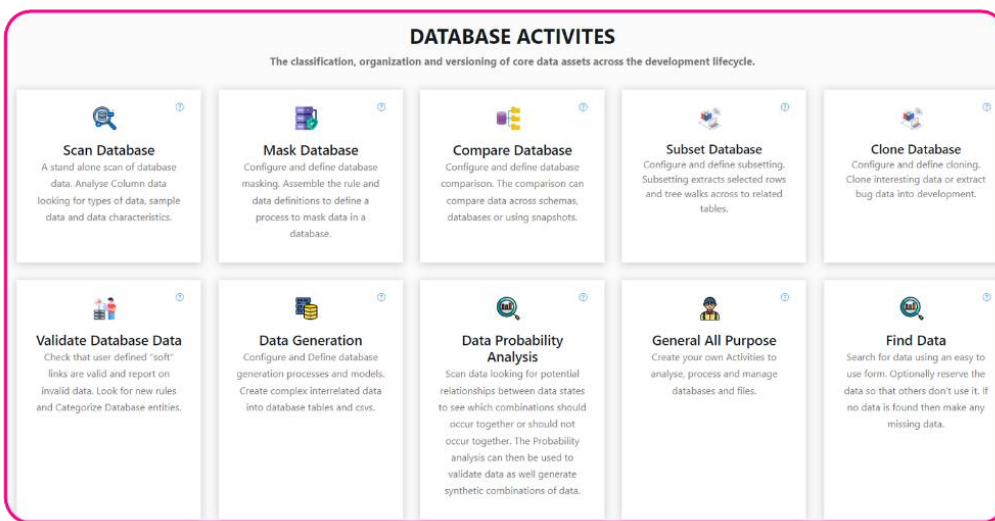 DATABASE ACTIVITES
The classification, organization and versioning of core data assets across the development lifecycle.
Scan Database
A stand alone scan of database
data. Analyse Column data
looking for types of data, sample
data and data characteristics.
Mask Database
Configure and define database
masking. Assemble the rule and
data definitions to define a
process to mask data in a
database.
Compare Database
Configure and define database
comparison. The comparison can
compare data across schemas,
databases or using snapshots.
Subset Database
Configure and define subsetting.
Subsetting extracts selected rows
and tree walks across to related
tables.
Clone Database
Configure and define cloning.
Clone interesting data or extract
bug data into development.
Validate Database Data
Check that user defined "soft"
links are valid and report on
invalid data. Look for new rules
and Categorize Database entities.
Data Generation
Configure and Define database
generation processes and models.
Create complex interrelated data
into database tables and csvs.
Data Probability
Analysis
Scan data looking for potential
relationships between data states
to see which combinations should
occur together or should not
occur together. The Probability
analysis can then be used to
validate data as well generate
synthetic combinations of data.
General All Purpose
Create your own Activities to
analyse, process and manage
databases and files.
Find Data
Search for data using an easy to
use form. Optionally reserve the
data so that others don't use it. If
no data is found then make any
missing data.